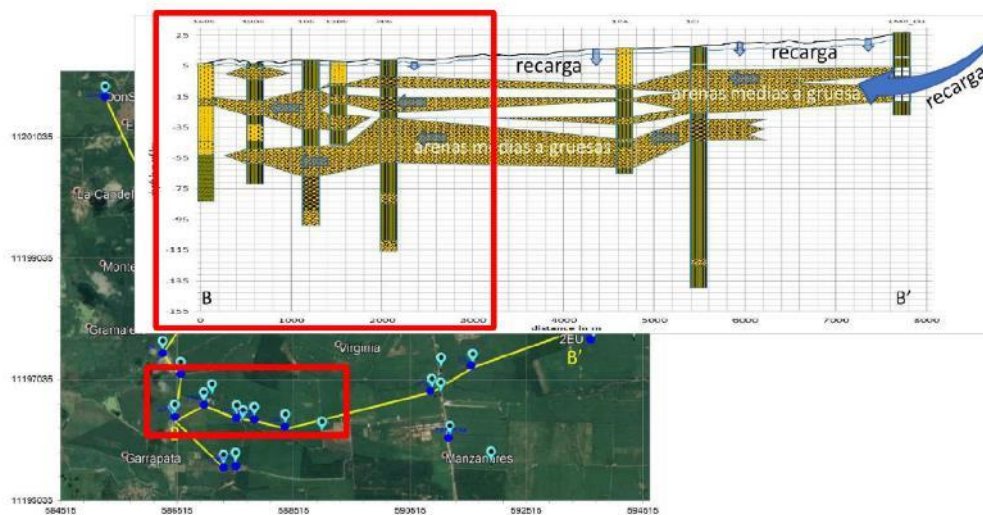 25
5
recarga
recarga
-15
arenas medias a gruesas
recarga
-35
arenas medias a gruesas
-55
-75
-95
-115
-135
-155
B
B'
0
1000
2000
3000
4000
5000
6000
7000
8000
distance in m
11201035
La Candel
Monte
11199035
Gramale
Virginia
2EU
B'
11197035
Garrapata
Manzanares
11195035
584515
586515
588515
590515
592515
594515